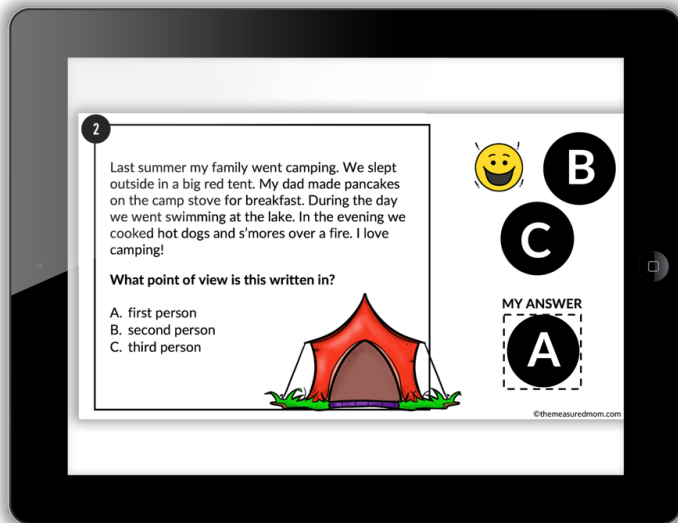 2
Last summer my family went camping. We slept
outside in a big red tent. My dad made pancakes
on the camp stove for breakfast. During the day
we went swimming at the lake. In the evening we
cooked hot dogs and s'mores over a fire. I love
camping!
What point of view is this written in?
A. first person
B. second person
C. third person
B
C
MY ANSWER
A
©themeasuredmom.com